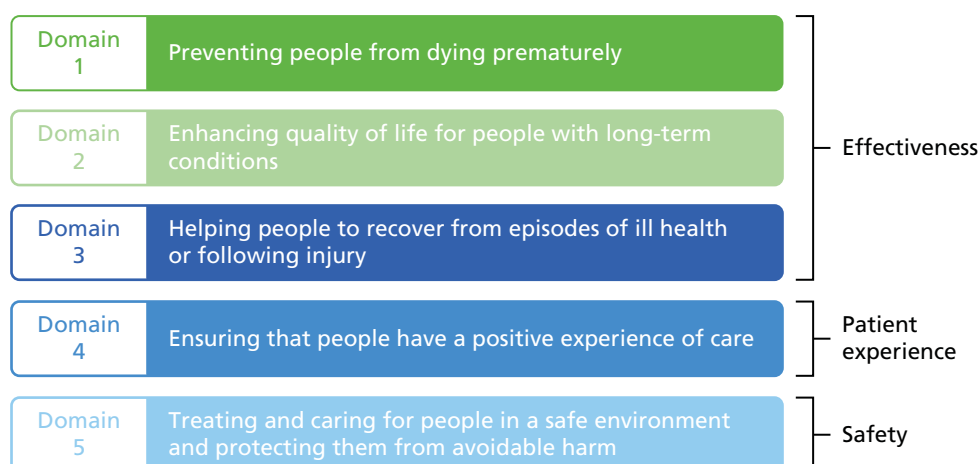 Domain
1
Preventing people from dying prematurely
Domain
2
Enhancing quality of life for people with long-term
conditions
Domain
3
Helping people to recover from episodes of ill health
or following injury
Effectiveness
Domain
4
Ensuring that people have a positive experience of care
Patient
experience
Domain
5
Treating and caring for people in a safe environment
and protecting them from avoidable harm
Safety